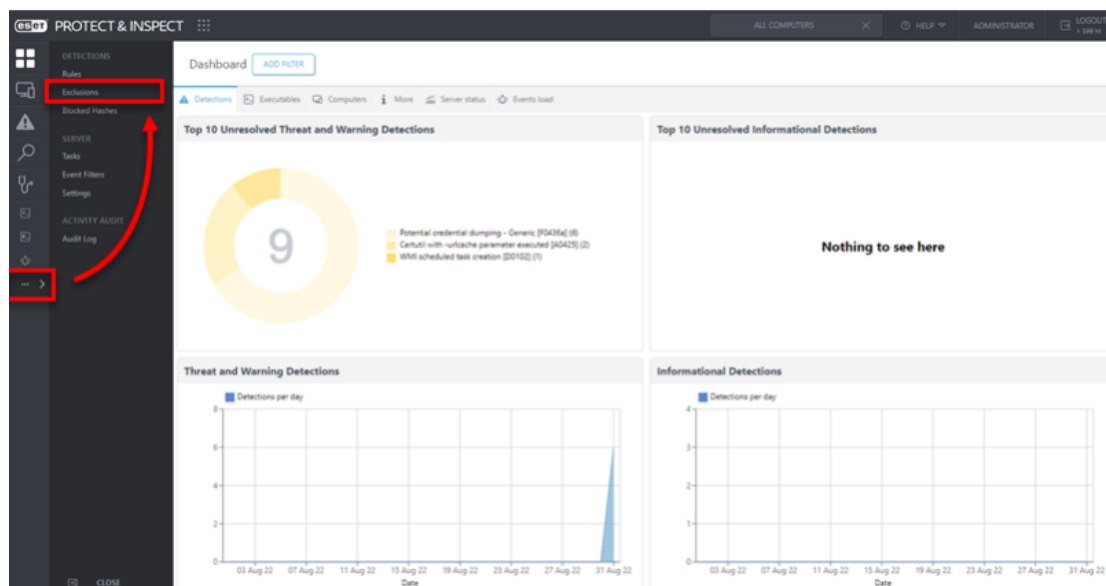 eset PROTECT & INSPECT
ALL COMPUTERS
HELP
ADMINISTRATOR
LOGOUT
DETECTIONS
Rules
Exclusions
Blocked Hashes
SERVER
Tasks
Event Filters
Settings
ACTIVITY AUDIT
Audit Log
CLOSE
Dashboard ADD FILTER
Detections Executables Computers More Server status Events load
Top 10 Unresolved Threat and Warning Detections
9
Potential credential dumping - Generic [F0436a] (6)
Certutil with -urlcache parameter executed [A0425] (2)
WMI scheduled task creation [D0102] (1)
Top 10 Unresolved Informational Detections
Nothing to see here
Threat and Warning Detections
Detections per day
8
6
4
2
0
03 Aug 22 07 Aug 22 11 Aug 22 15 Aug 22 19 Aug 22 23 Aug 22 27 Aug 22 31 Aug 22
Date
Informational Detections
Detections per day
4
3
2
1
0
03 Aug 22 07 Aug 22 11 Aug 22 15 Aug 22 19 Aug 22 23 Aug 22 27 Aug 22 31 Aug 22
Date